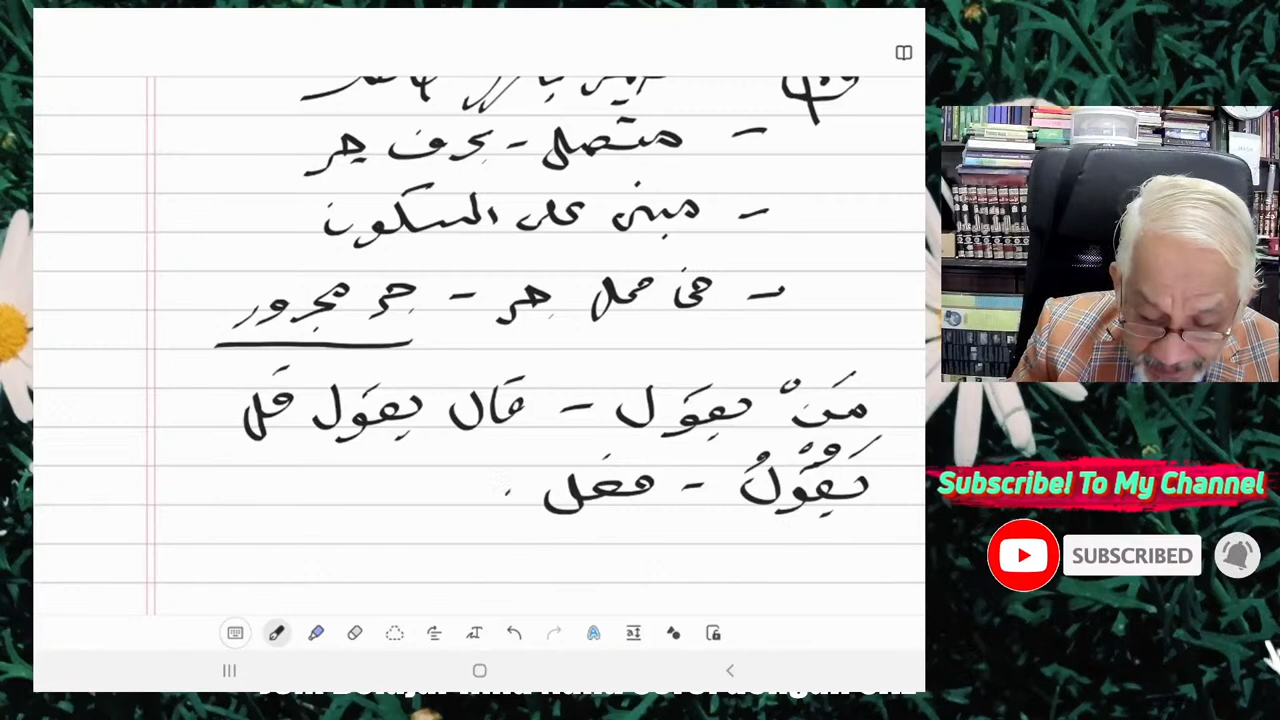 - متصل - بحرف جر
- مبني على السكون
- في محل جر - جر مجرور
مَنْ يقول - قال يقول قل
يَقُوْلُ - فعل
Subscribe! To My Channel
SUBSCRIBED